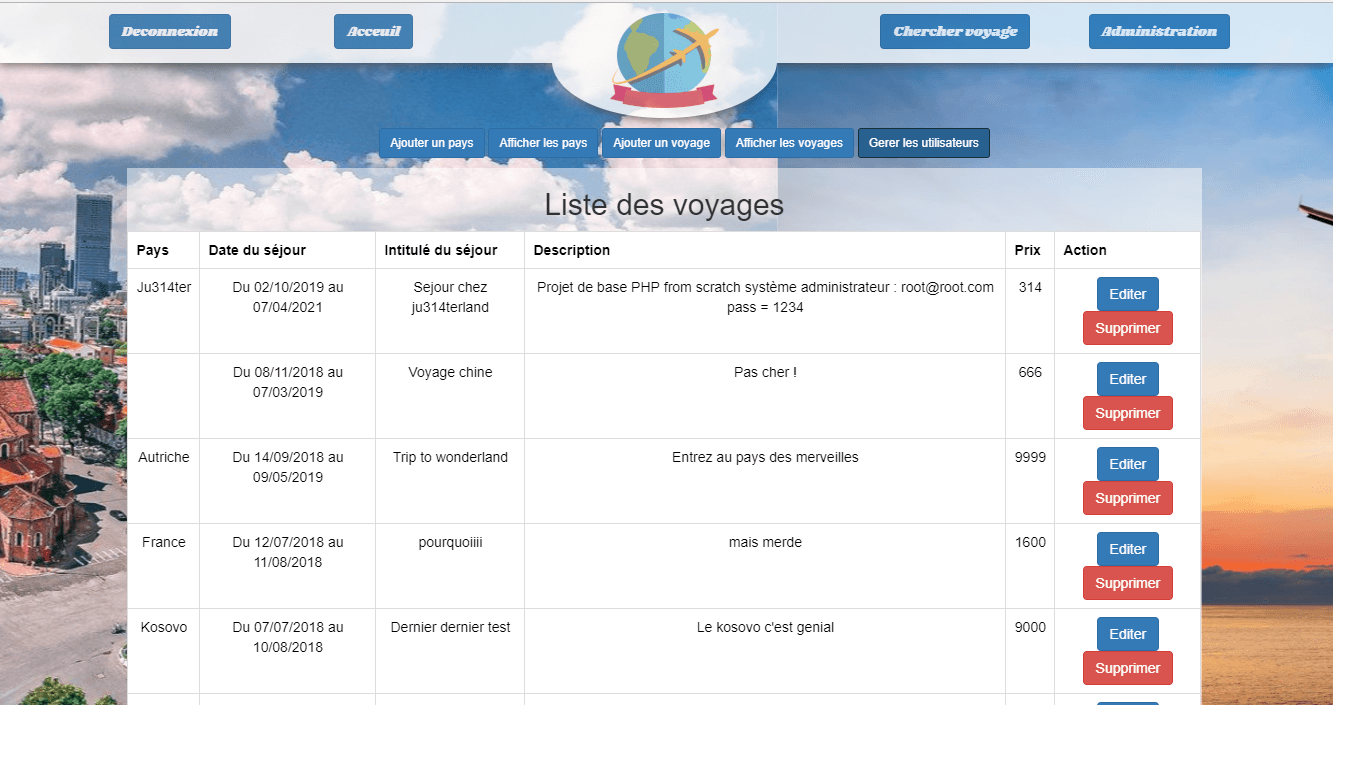 Deconnexion
Acceuil
Chercher voyage
Administration
Ajouter un pays
Afficher les pays
Ajouter un voyage
Afficher les voyages
Gerer les utilisateurs
Liste des voyages
Pays
Date du séjour
Intitulé du séjour
Description
Prix
Action
Ju314ter
Du 02/10/2019 au
07/04/2021
Sejour chez
ju314terland
Projet de base PHP from scratch système administrateur : root@root.com
pass = 1234
314
Editer
Supprimer
Du 08/11/2018 au
07/03/2019
Voyage chine
Pas cher !
666
Editer
Supprimer
Autriche
Du 14/09/2018 au
09/05/2019
Trip to wonderland
Entrez au pays des merveilles
9999
Editer
Supprimer
France
Du 12/07/2018 au
11/08/2018
pourquoiiii
mais merde
1600
Editer
Supprimer
Kosovo
Du 07/07/2018 au
10/08/2018
Dernier dernier test
Le kosovo c'est genial
9000
Editer
Supprimer